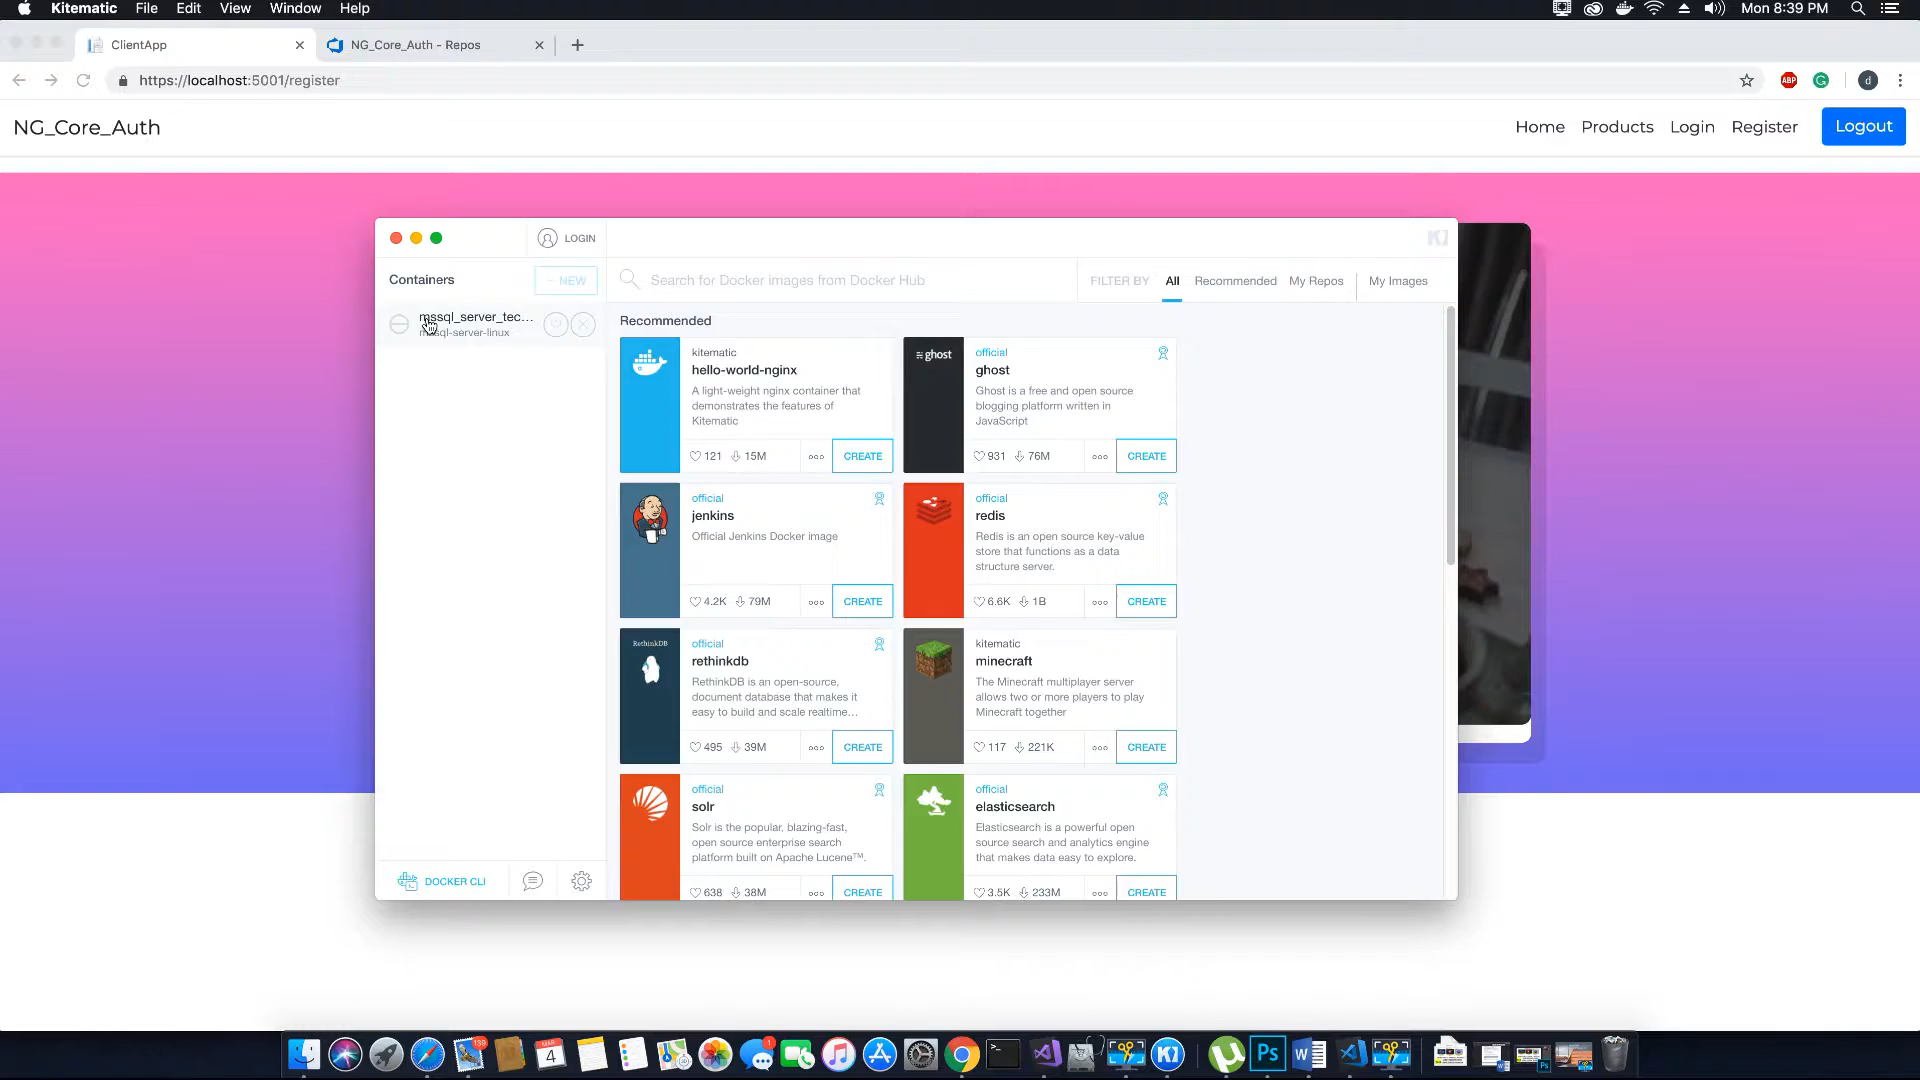 Kitematic File Edit View Window Help Mon 8:39 PM
ClientApp NG_Core_Auth - Repos
https://localhost:5001/register ABP G d
NG_Core_Auth Home Products Login Register Logout
LOGIN
Containers NEW Search for Docker images from Docker Hub FILTER BY All Recommended My Repos My Images
mssql_server_tec...
mssql-server-linux
Recommended
kitematic
hello-world-nginx
A light-weight nginx container that
demonstrates the features of
Kitematic
121 15M CREATE
ghost
official
ghost
Ghost is a free and open source
blogging platform written in
JavaScript
931 76M CREATE
official
jenkins
Official Jenkins Docker image
4.2K 79M CREATE
official
redis
Redis is an open source key-value
store that functions as a data
structure server.
6.6K 1B CREATE
RethinkDB
official
rethinkdb
RethinkDB is an open-source,
document database that makes it
easy to build and scale realtime...
495 39M CREATE
kitematic
minecraft
The Minecraft multiplayer server
allows two or more players to play
Minecraft together
117 221K CREATE
official
solr
Solr is the popular, blazing-fast,
open source enterprise search
platform built on Apache Lucene™.
638 38M CREATE
official
elasticsearch
Elasticsearch is a powerful open
source search and analytics engine
that makes data easy to explore.
3.5K 233M CREATE
DOCKER CLI
139 MAR 4 1 Ps